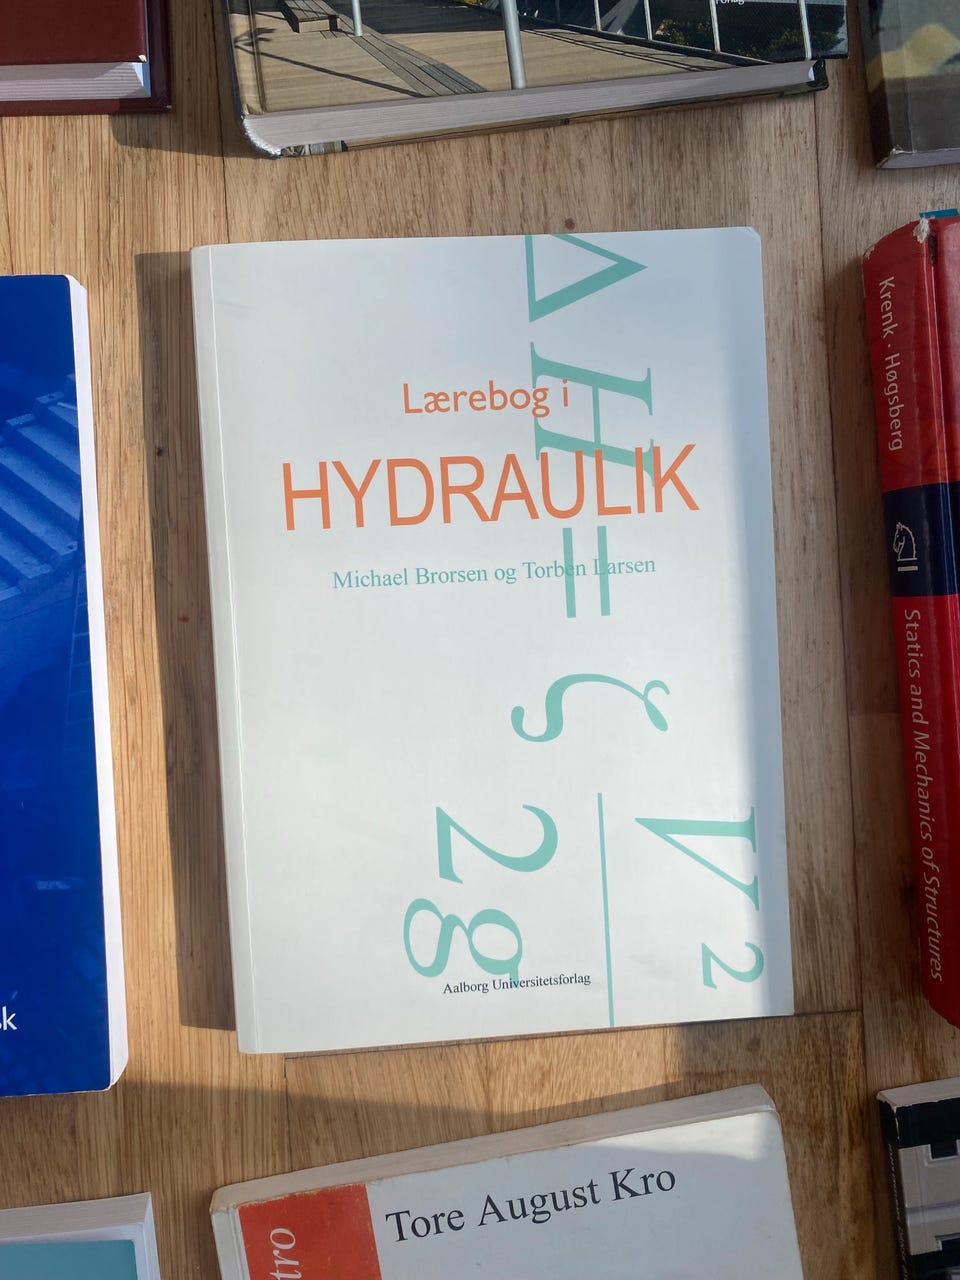 Lærebog i
HYDRAULIK
Michael Brorsen og Torben Larsen
ΔH = ζ V² / 2g
Aalborg Universitetsforlag
Krenk · Høgsberg
Statics and Mechanics of Structures
Tore August Kro